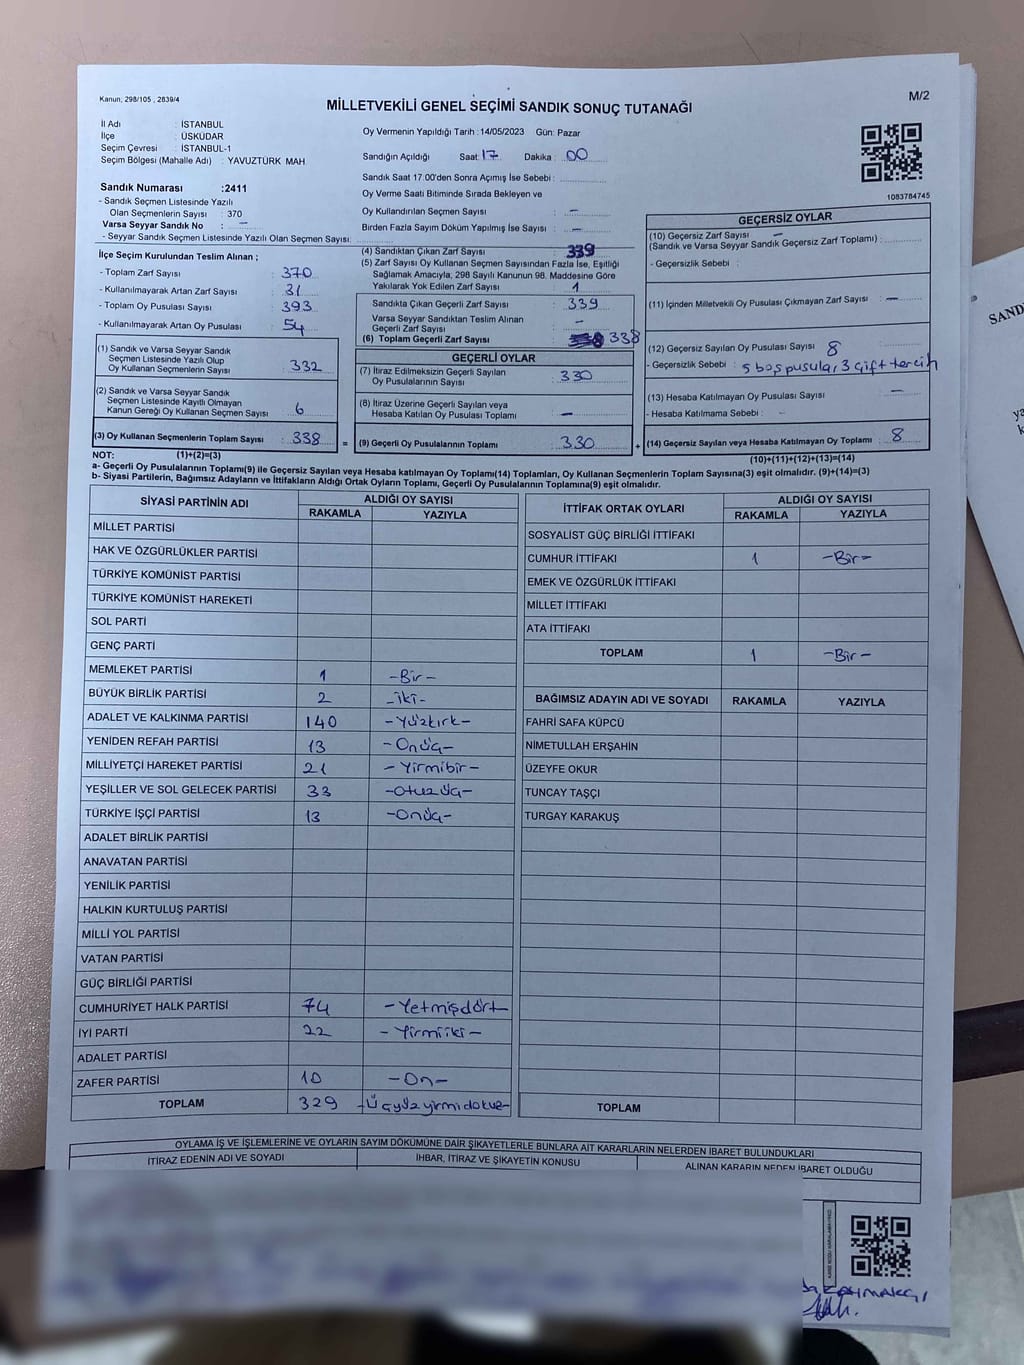 Kanun; 298/105 , 2839/4
MİLLETVEKİLİ GENEL SEÇİMİ SANDIK SONUÇ TUTANAĞI
M/2
İl Adı : İSTANBUL
İlçe : ÜSKÜDAR
Seçim Çevresi : İSTANBUL-1
Seçim Bölgesi (Mahalle Adı) : YAVUZTÜRK MAH
Oy Vermenin Yapıldığı Tarih : 14/05/2023 Gün: Pazar
Sandığın Açıldığı Saat: 17 Dakika : 00
Sandık Saat 17.00'den Sonra Açımış İse Sebebi :
Oy Verme Saati Bitiminde Sırada Bekleyen ve
Oy Kullandırılan Seçmen Sayısı : –
Birden Fazla Sayım Döküm Yapılmış İse Sayısı : –
1083784745
Sandık Numarası :2411
- Sandık Seçmen Listesinde Yazılı
Olan Seçmenlerin Sayısı : 370
Varsa Seyyar Sandık No : –
- Seyyar Sandık Seçmen Listesinde Yazılı Olan Seçmen Sayısı:
İlçe Seçim Kurulundan Teslim Alınan ;
- Toplam Zarf Sayısı : 370
- Kullanılmayarak Artan Zarf Sayısı : 31
- Toplam Oy Pusulası Sayısı : 393
- Kullanılmayarak Artan Oy Pusulası : 54
(1) Sandık ve Varsa Seyyar Sandık
Seçmen Listesinde Yazılı Olup
Oy Kullanan Seçmenlerin Sayısı : 332
(2) Sandık ve Varsa Seyyar Sandık
Seçmen Listesinde Kayıtlı Olmayan
Kanun Gereği Oy Kullanan Seçmen Sayısı : 6
(3) Oy Kullanan Seçmenlerin Toplam Sayısı : 338
(4) Sandıktan Çıkan Zarf Sayısı : 339
(5) Zarf Sayısı Oy Kullanan Seçmen Sayısından Fazla İse, Eşitliği
Sağlamak Amacıyla, 298 Sayılı Kanunun 98. Maddesine Göre
Yakılarak Yok Edilen Zarf Sayısı : 1
Sandıkta Çıkan Geçerli Zarf Sayısı : 339
Varsa Seyyar Sandıktan Teslim Alınan
Geçerli Zarf Sayısı : –
(6) Toplam Geçerli Zarf Sayısı : 338
GEÇERLİ OYLAR
(7) İtiraz Edilmeksizin Geçerli Sayılan
Oy Pusulalarının Sayısı : 330
(8) İtiraz Üzerine Geçerli Sayılan veya
Hesaba Katılan Oy Pusulası Toplamı : –
= (9) Geçerli Oy Pusulalarının Toplamı : 330
GEÇERSİZ OYLAR
(10) Geçersiz Zarf Sayısı –
(Sandık ve Varsa Seyyar Sandık Geçersiz Zarf Toplamı) :
- Geçersizlik Sebebi :
(11) İçinden Milletvekili Oy Pusulası Çıkmayan Zarf Sayısı : –
(12) Geçersiz Sayılan Oy Pusulası Sayısı : 8
- Geçersizlik Sebebi : 5 boş pusula, 3 çift tercih
(13) Hesaba Katılmayan Oy Pusulası Sayısı : –
- Hesaba Katılmama Sebebi : –
+ (14) Geçersiz Sayılan veya Hesaba Katılmayan Oy Toplamı : 8
NOT: (1)+(2)=(3)
(10)+(11)+(12)+(13)=(14)
a- Geçerli Oy Pusulalarının Toplamı(9) ile Geçersiz Sayılan veya Hesaba katılmayan Oy Toplamı(14) Toplamları, Oy Kullanan Seçmenlerin Toplam Sayısına(3) eşit olmalıdır. (9)+(14)=(3)
b- Siyasi Partilerin, Bağımsız Adayların ve İttifakların Aldığı Ortak Oyların Toplamı, Geçerli Oy Pusulalarının Toplamına(9) eşit olmalıdır.
SİYASİ PARTİNİN ADI ALDIĞI OY SAYISI
RAKAMLA YAZIYLA
MİLLET PARTİSİ
HAK VE ÖZGÜRLÜKLER PARTİSİ
TÜRKİYE KOMÜNİST PARTİSİ
TÜRKİYE KOMÜNİST HAREKETİ
SOL PARTİ
GENÇ PARTİ
MEMLEKET PARTİSİ 1 –Bir–
BÜYÜK BİRLİK PARTİSİ 2 –iki–
ADALET VE KALKINMA PARTİSİ 140 –Yüzkırk–
YENİDEN REFAH PARTİSİ 13 –Onüç–
MİLLİYETÇİ HAREKET PARTİSİ 21 –Yirmibir–
YEŞİLLER VE SOL GELECEK PARTİSİ 33 –otuzüç–
TÜRKİYE İŞÇİ PARTİSİ 13 –Onüç–
ADALET BİRLİK PARTİSİ
ANAVATAN PARTİSİ
YENİLİK PARTİSİ
HALKIN KURTULUŞ PARTİSİ
MİLLİ YOL PARTİSİ
VATAN PARTİSİ
GÜÇ BİRLİĞİ PARTİSİ
CUMHURİYET HALK PARTİSİ 74 –Yetmişdört–
İYİ PARTİ 22 –Yirmiiki–
ADALET PARTİSİ
ZAFER PARTİSİ 10 –On–
TOPLAM 329 –Üçyüzyirmidokuz–
İTTİFAK ORTAK OYLARI ALDIĞI OY SAYISI
RAKAMLA YAZIYLA
SOSYALİST GÜÇ BİRLİĞİ İTTİFAKI
CUMHUR İTTİFAKI 1 –Bir–
EMEK VE ÖZGÜRLÜK İTTİFAKI
MİLLET İTTİFAKI
ATA İTTİFAKI
TOPLAM 1 –Bir–
BAĞIMSIZ ADAYIN ADI VE SOYADI RAKAMLA YAZIYLA
FAHRİ SAFA KÜPCÜ
NİMETULLAH ERŞAHİN
ÜZEYFE OKUR
TUNCAY TAŞÇI
TURGAY KARAKUŞ
TOPLAM
OYLAMA İŞ VE İŞLEMLERİNE VE OYLARIN SAYIM DÖKÜMÜNE DAİR ŞİKAYETLERLE BUNLARA AİT KARARLARIN NELERDEN İBARET BULUNDUKLARI
İTİRAZ EDENİN ADI VE SOYADI İHBAR, İTİRAZ VE ŞİKAYETİN KONUSU ALINAN KARARIN NEDEN İBARET OLDUĞU
SAND